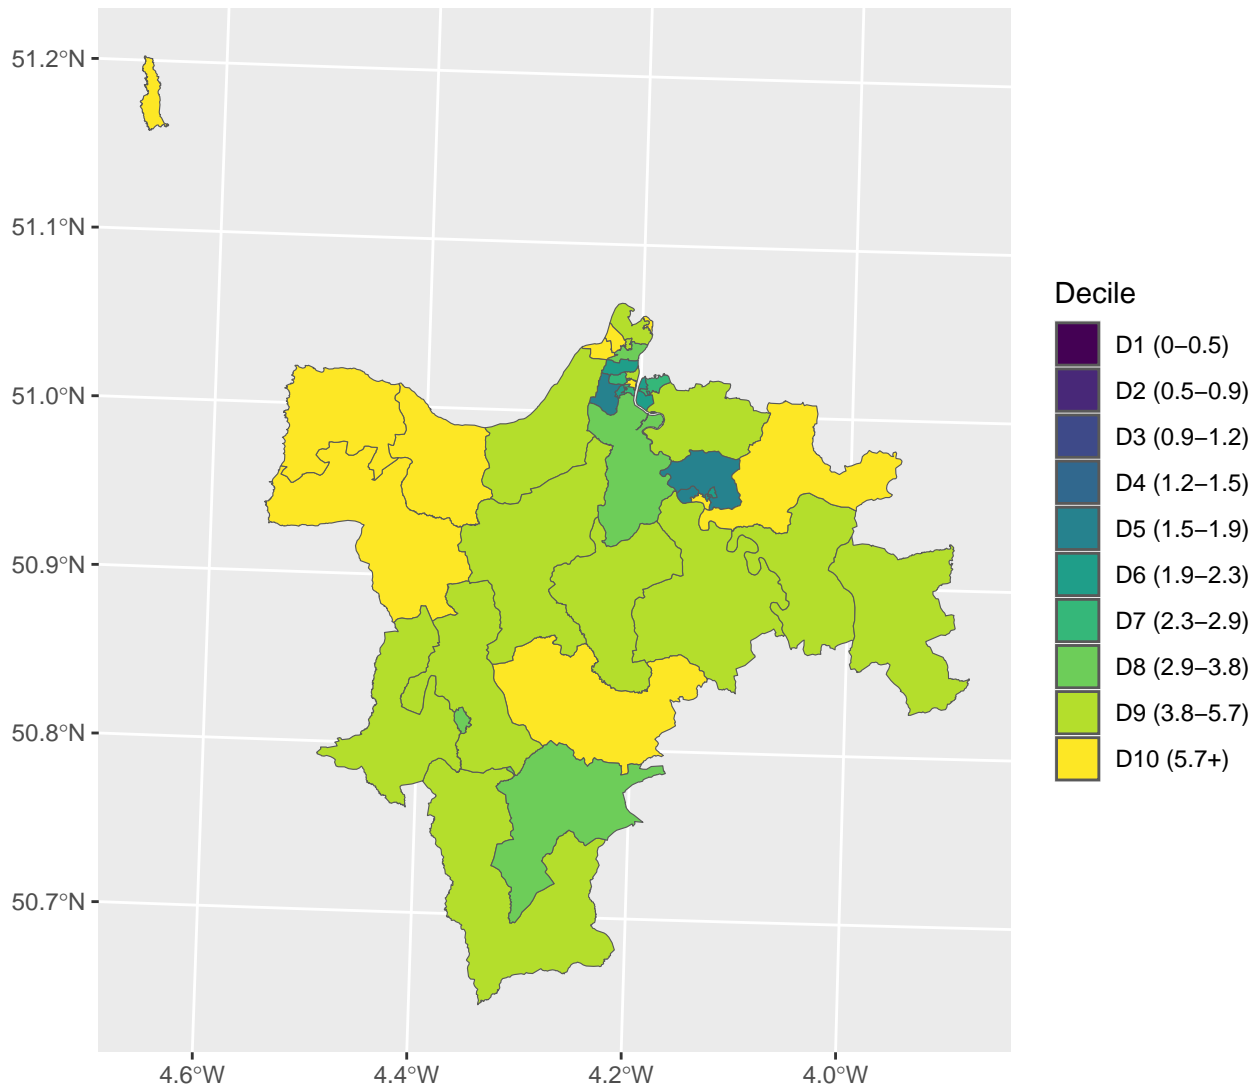 51.2°N
51.1°N
51.0°N
50.9°N
50.8°N
50.7°N
4.6°W
4.4°W
4.2°W
4.0°W
Decile
D1 (0−0.5)
D2 (0.5−0.9)
D3 (0.9−1.2)
D4 (1.2−1.5)
D5 (1.5−1.9)
D6 (1.9−2.3)
D7 (2.3−2.9)
D8 (2.9−3.8)
D9 (3.8−5.7)
D10 (5.7+)